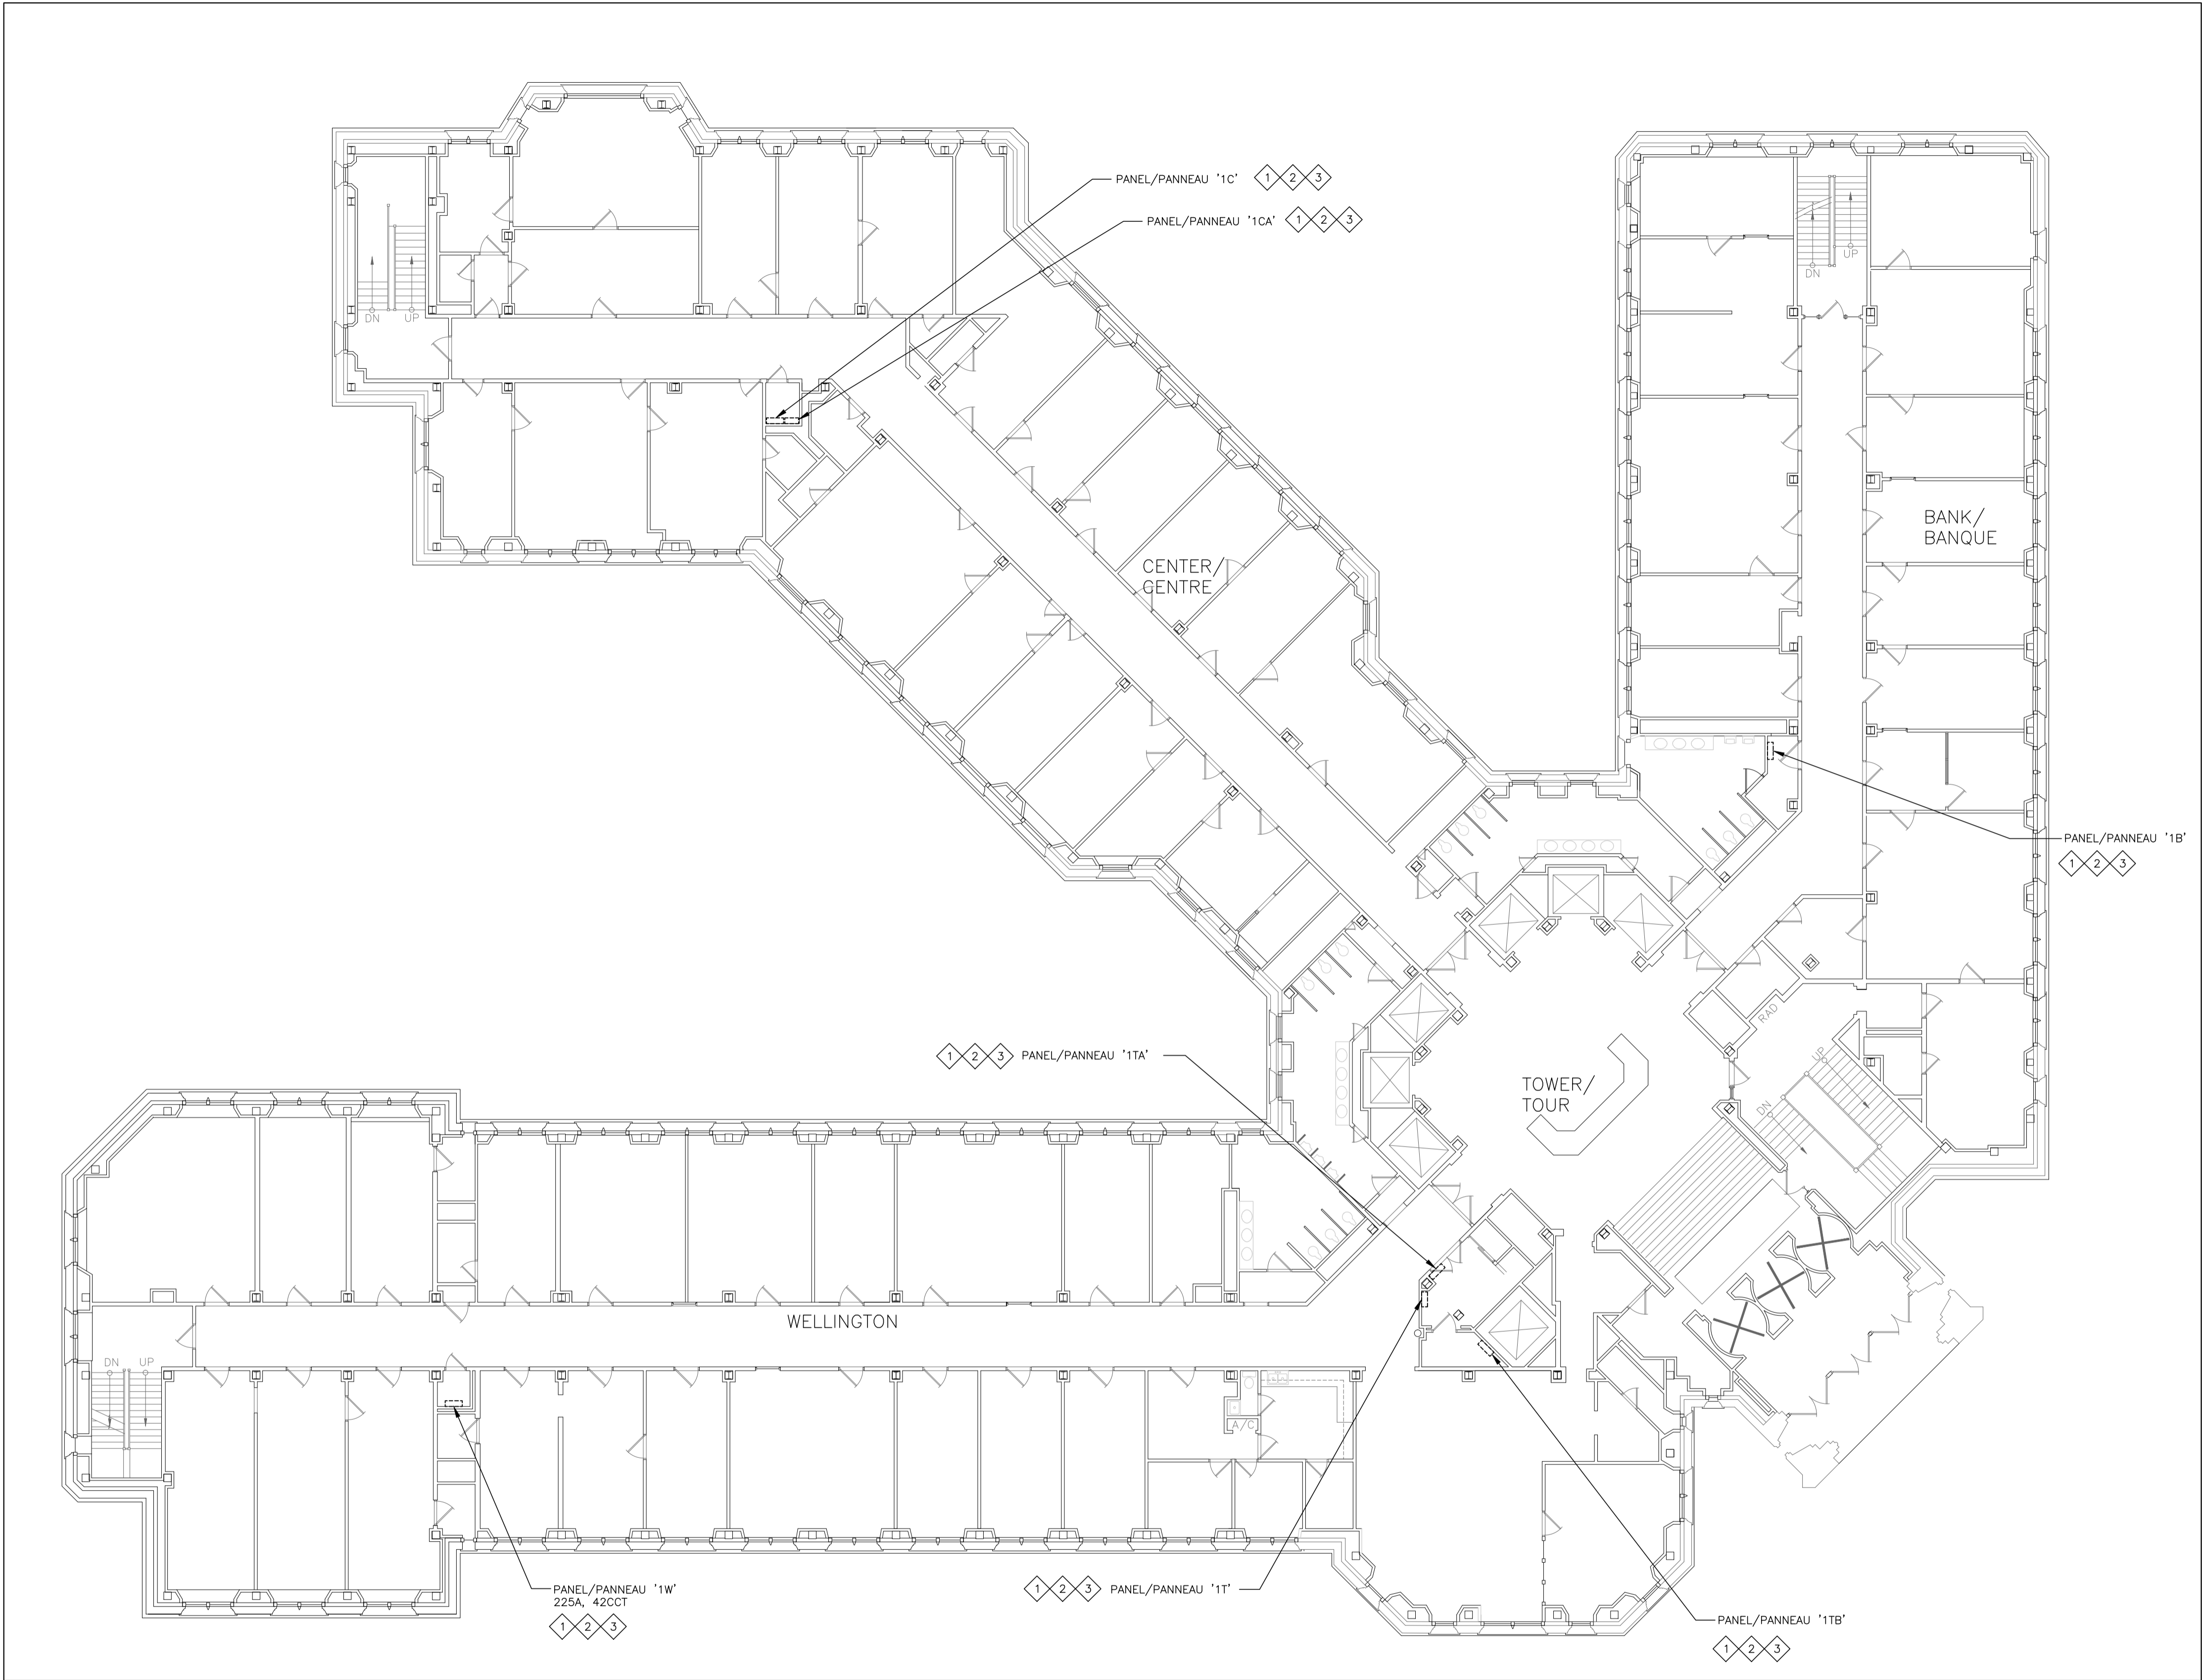 PANEL/PANNEAU '1C' 1 2 3
PANEL/PANNEAU '1CA' 1 2 3
DN UP
DN UP
BANK/
BANQUE
CENTER/
CENTRE
PANEL/PANNEAU '1B'
1 2 3
RAD
UP
DN
1 2 3 PANEL/PANNEAU '1TA'
TOWER/
TOUR
WELLINGTON
DN UP
A/C
PANEL/PANNEAU '1W'
225A, 42CCT
1 2 3
1 2 3 PANEL/PANNEAU '1T'
PANEL/PANNEAU '1TB'
1 2 3